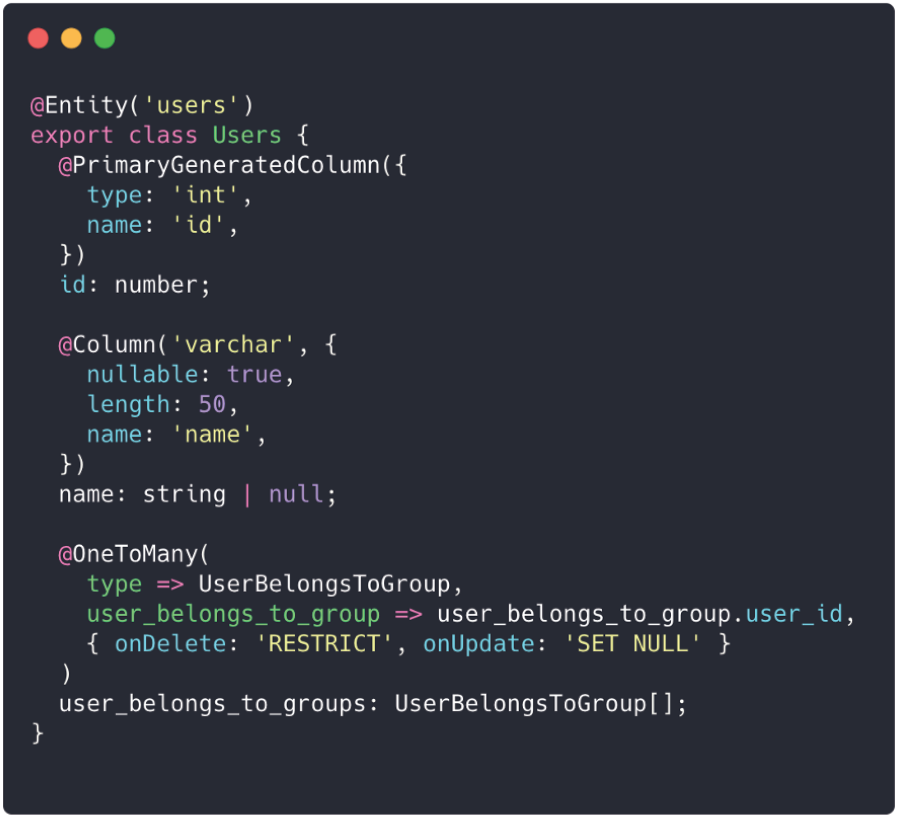 @Entity('users')
export class Users {
  @PrimaryGeneratedColumn({
    type: 'int',
    name: 'id',
  })
  id: number;

  @Column('varchar', {
    nullable: true,
    length: 50,
    name: 'name',
  })
  name: string | null;

  @OneToMany(
    type => UserBelongsToGroup,
    user_belongs_to_group => user_belongs_to_group.user_id,
    { onDelete: 'RESTRICT', onUpdate: 'SET NULL' }
  )
  user_belongs_to_groups: UserBelongsToGroup[];
}